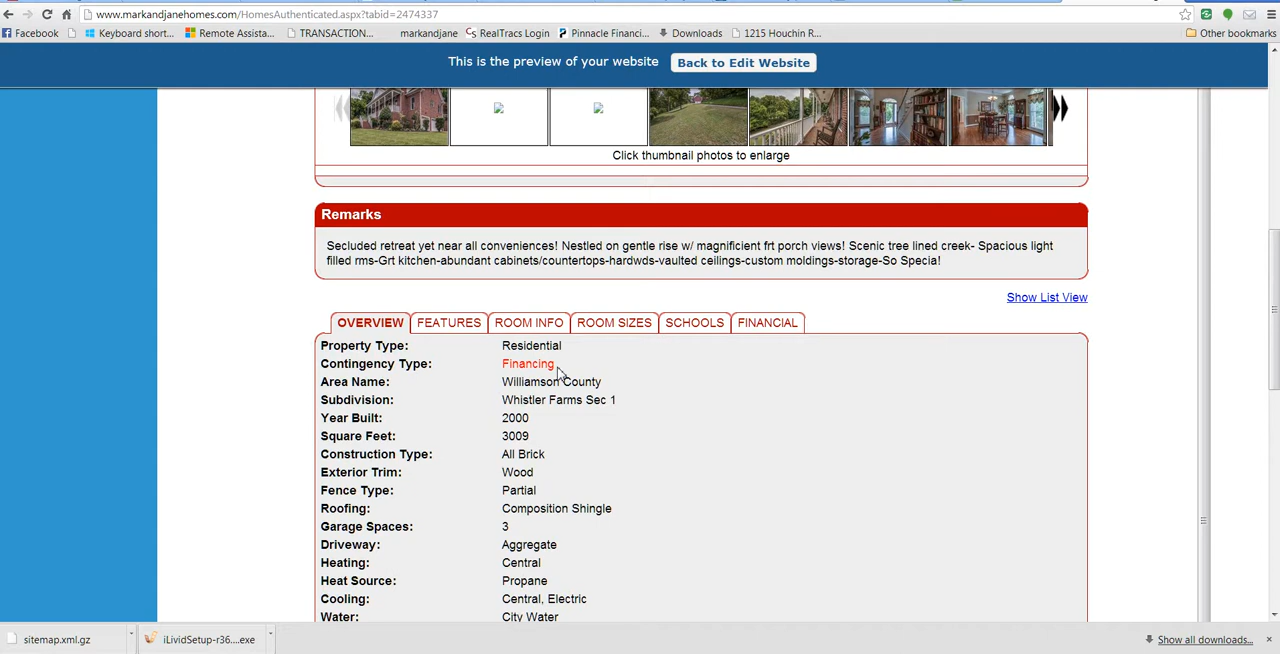 www.markandjanehomes.com/HomesAuthenticated.aspx?tabid=2474337
Facebook Keyboard short... Remote Assista... TRANSACTION... markandjane RealTracs Login Pinnacle Financi... Downloads 1215 Houchin R... Other bookmarks
This is the preview of your website Back to Edit Website
Click thumbnail photos to enlarge
Remarks
Secluded retreat yet near all conveniences! Nestled on gentle rise w/ magnificient frt porch views! Scenic tree lined creek- Spacious light
filled rms-Grt kitchen-abundant cabinets/countertops-hardwds-vaulted ceilings-custom moldings-storage-So Specia!
Show List View
OVERVIEW FEATURES ROOM INFO ROOM SIZES SCHOOLS FINANCIAL
Property Type: Residential
Contingency Type: Financing
Area Name: Williamson County
Subdivision: Whistler Farms Sec 1
Year Built: 2000
Square Feet: 3009
Construction Type: All Brick
Exterior Trim: Wood
Fence Type: Partial
Roofing: Composition Shingle
Garage Spaces: 3
Driveway: Aggregate
Heating: Central
Heat Source: Propane
Cooling: Central, Electric
Water: City Water
sitemap.xml.gz iLividSetup-r36....exe Show all downloads...